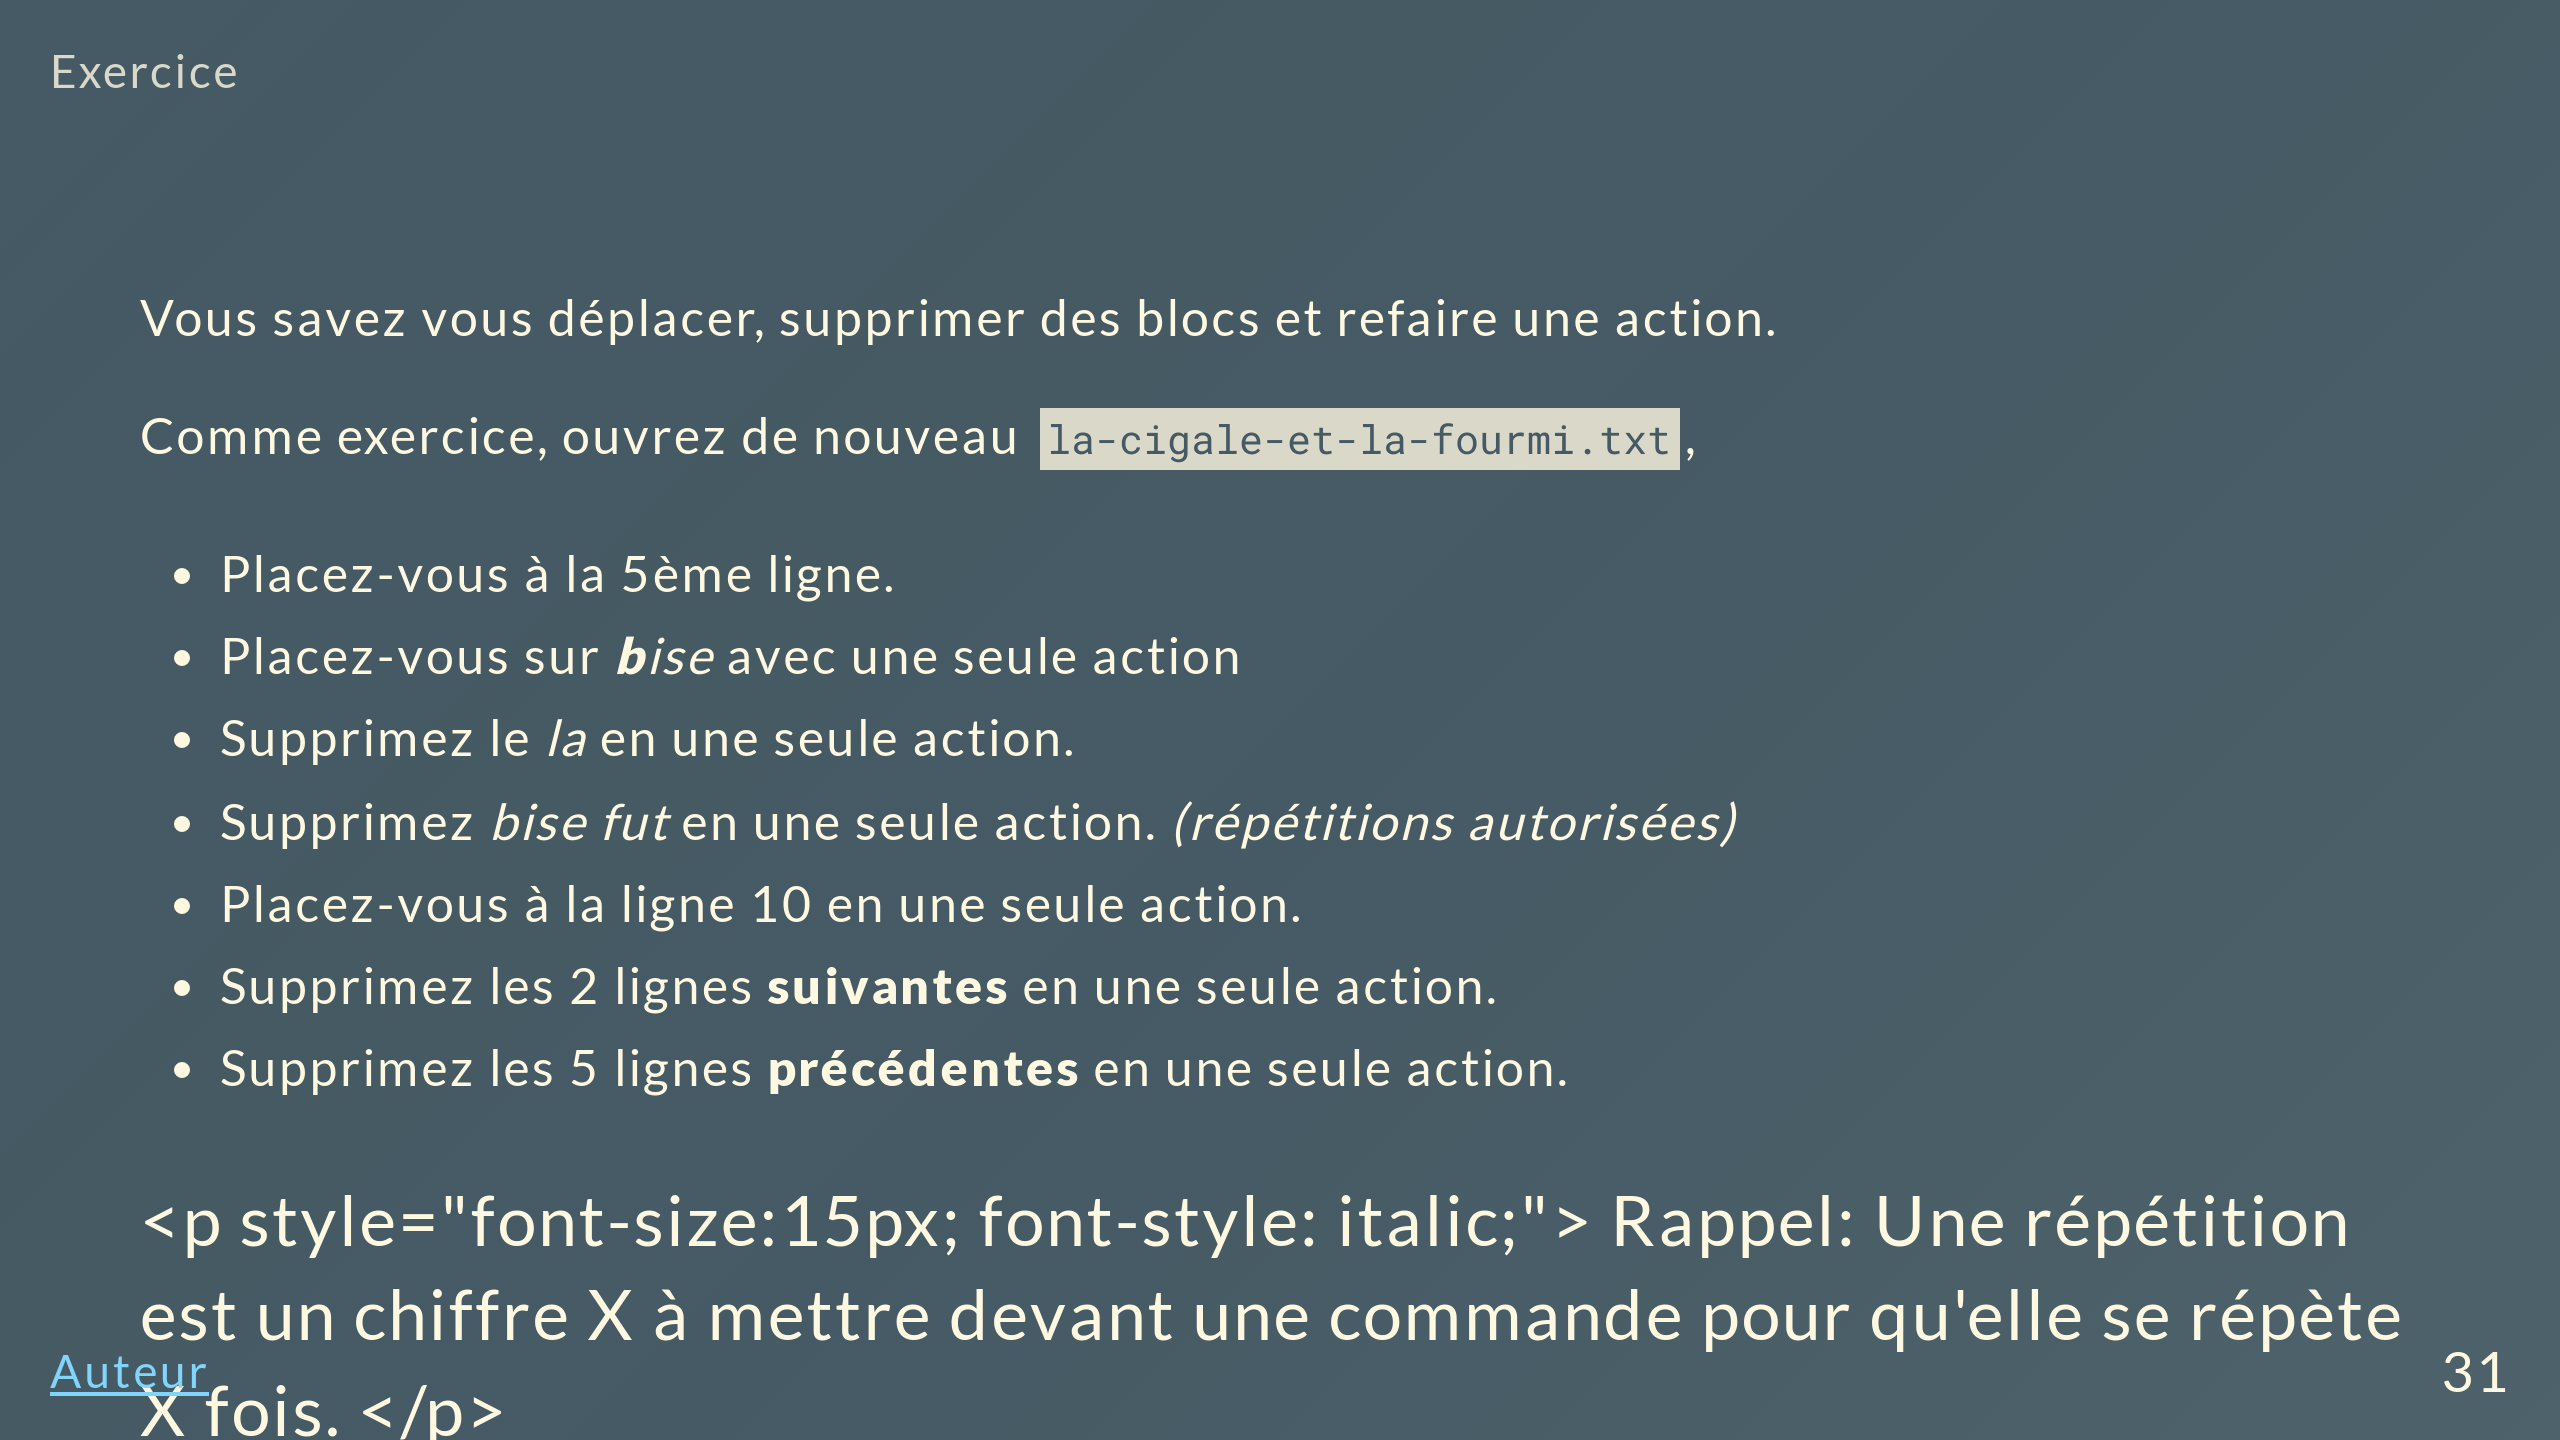 Exercice
Vous savez vous déplacer, supprimer des blocs et refaire une action.
Comme exercice, ouvrez de nouveau la-cigale-et-la-fourmi.txt,
• Placez-vous à la 5ème ligne.
• Placez-vous sur bise avec une seule action
• Supprimez le la en une seule action.
• Supprimez bise fut en une seule action. (répétitions autorisées)
• Placez-vous à la ligne 10 en une seule action.
• Supprimez les 2 lignes suivantes en une seule action.
• Supprimez les 5 lignes précédentes en une seule action.
<p style="font-size:15px; font-style: italic;"> Rappel: Une répétition
est un chiffre X à mettre devant une commande pour qu'elle se répète
X fois. </p>
Auteur
31